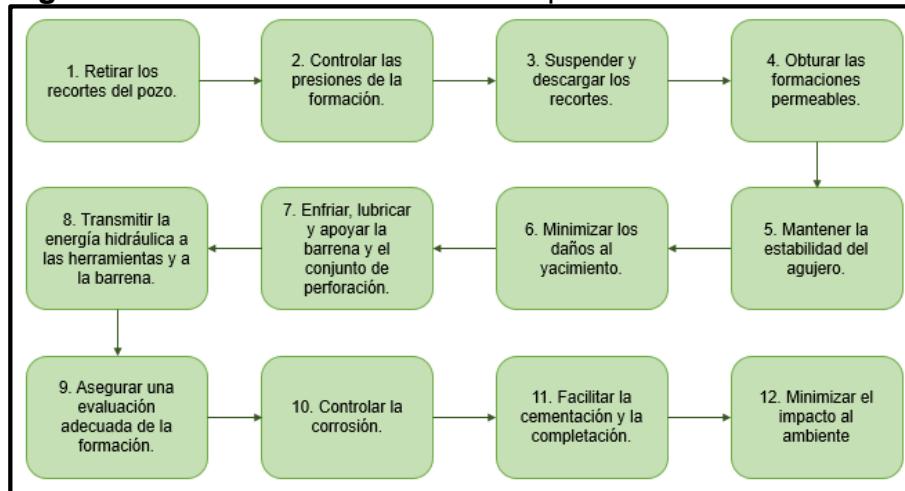 1. Retirar los
recortes del pozo.
2. Controlar las
presiones de la
formación.
3. Suspender y
descargar los
recortes.
4. Obturar las
formaciones
permeables.
5. Mantener la
estabilidad del
agujero.
6. Minimizar los
daños al
yacimiento.
7. Enfriar, lubricar
y apoyar la
barrena y el
conjunto de
perforación.
8. Transmitir la
energía hidráulica a
las herramientas y a
la barrena.
9. Asegurar una
evaluación
adecuada de la
formación.
10. Controlar la
corrosión.
11. Facilitar la
cementación y la
completación.
12. Minimizar el
impacto al
ambiente